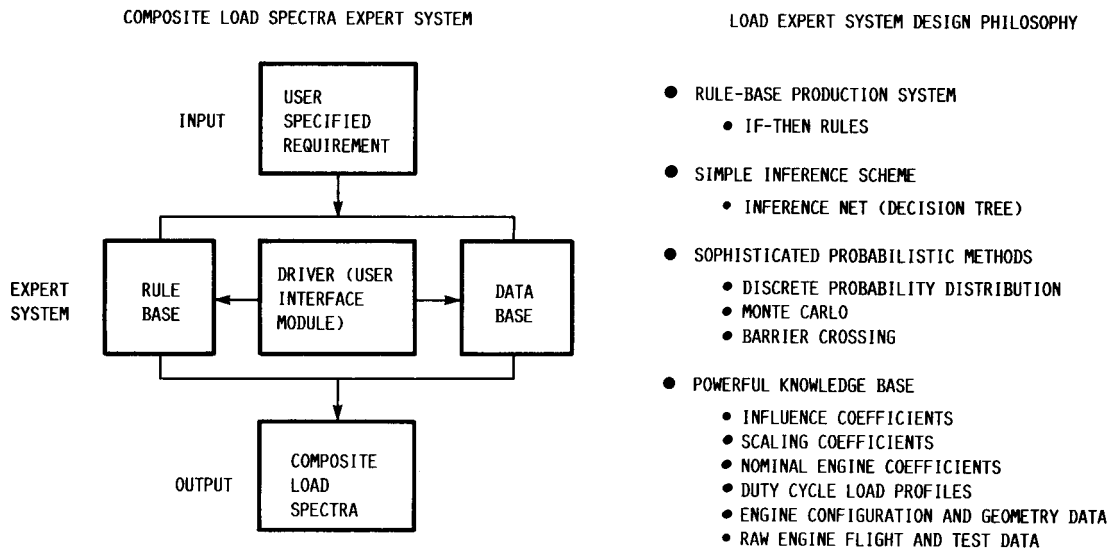 COMPOSITE LOAD SPECTRA EXPERT SYSTEM
INPUT
USER
SPECIFIED
REQUIREMENT
EXPERT
SYSTEM
RULE
BASE
DRIVER (USER
INTERFACE
MODULE)
DATA
BASE
OUTPUT
COMPOSITE
LOAD
SPECTRA
LOAD EXPERT SYSTEM DESIGN PHILOSOPHY
● RULE-BASE PRODUCTION SYSTEM
• IF-THEN RULES
● SIMPLE INFERENCE SCHEME
• INFERENCE NET (DECISION TREE)
● SOPHISTICATED PROBABILISTIC METHODS
• DISCRETE PROBABILITY DISTRIBUTION
• MONTE CARLO
• BARRIER CROSSING
● POWERFUL KNOWLEDGE BASE
• INFLUENCE COEFFICIENTS
• SCALING COEFFICIENTS
• NOMINAL ENGINE COEFFICIENTS
• DUTY CYCLE LOAD PROFILES
• ENGINE CONFIGURATION AND GEOMETRY DATA
• RAW ENGINE FLIGHT AND TEST DATA